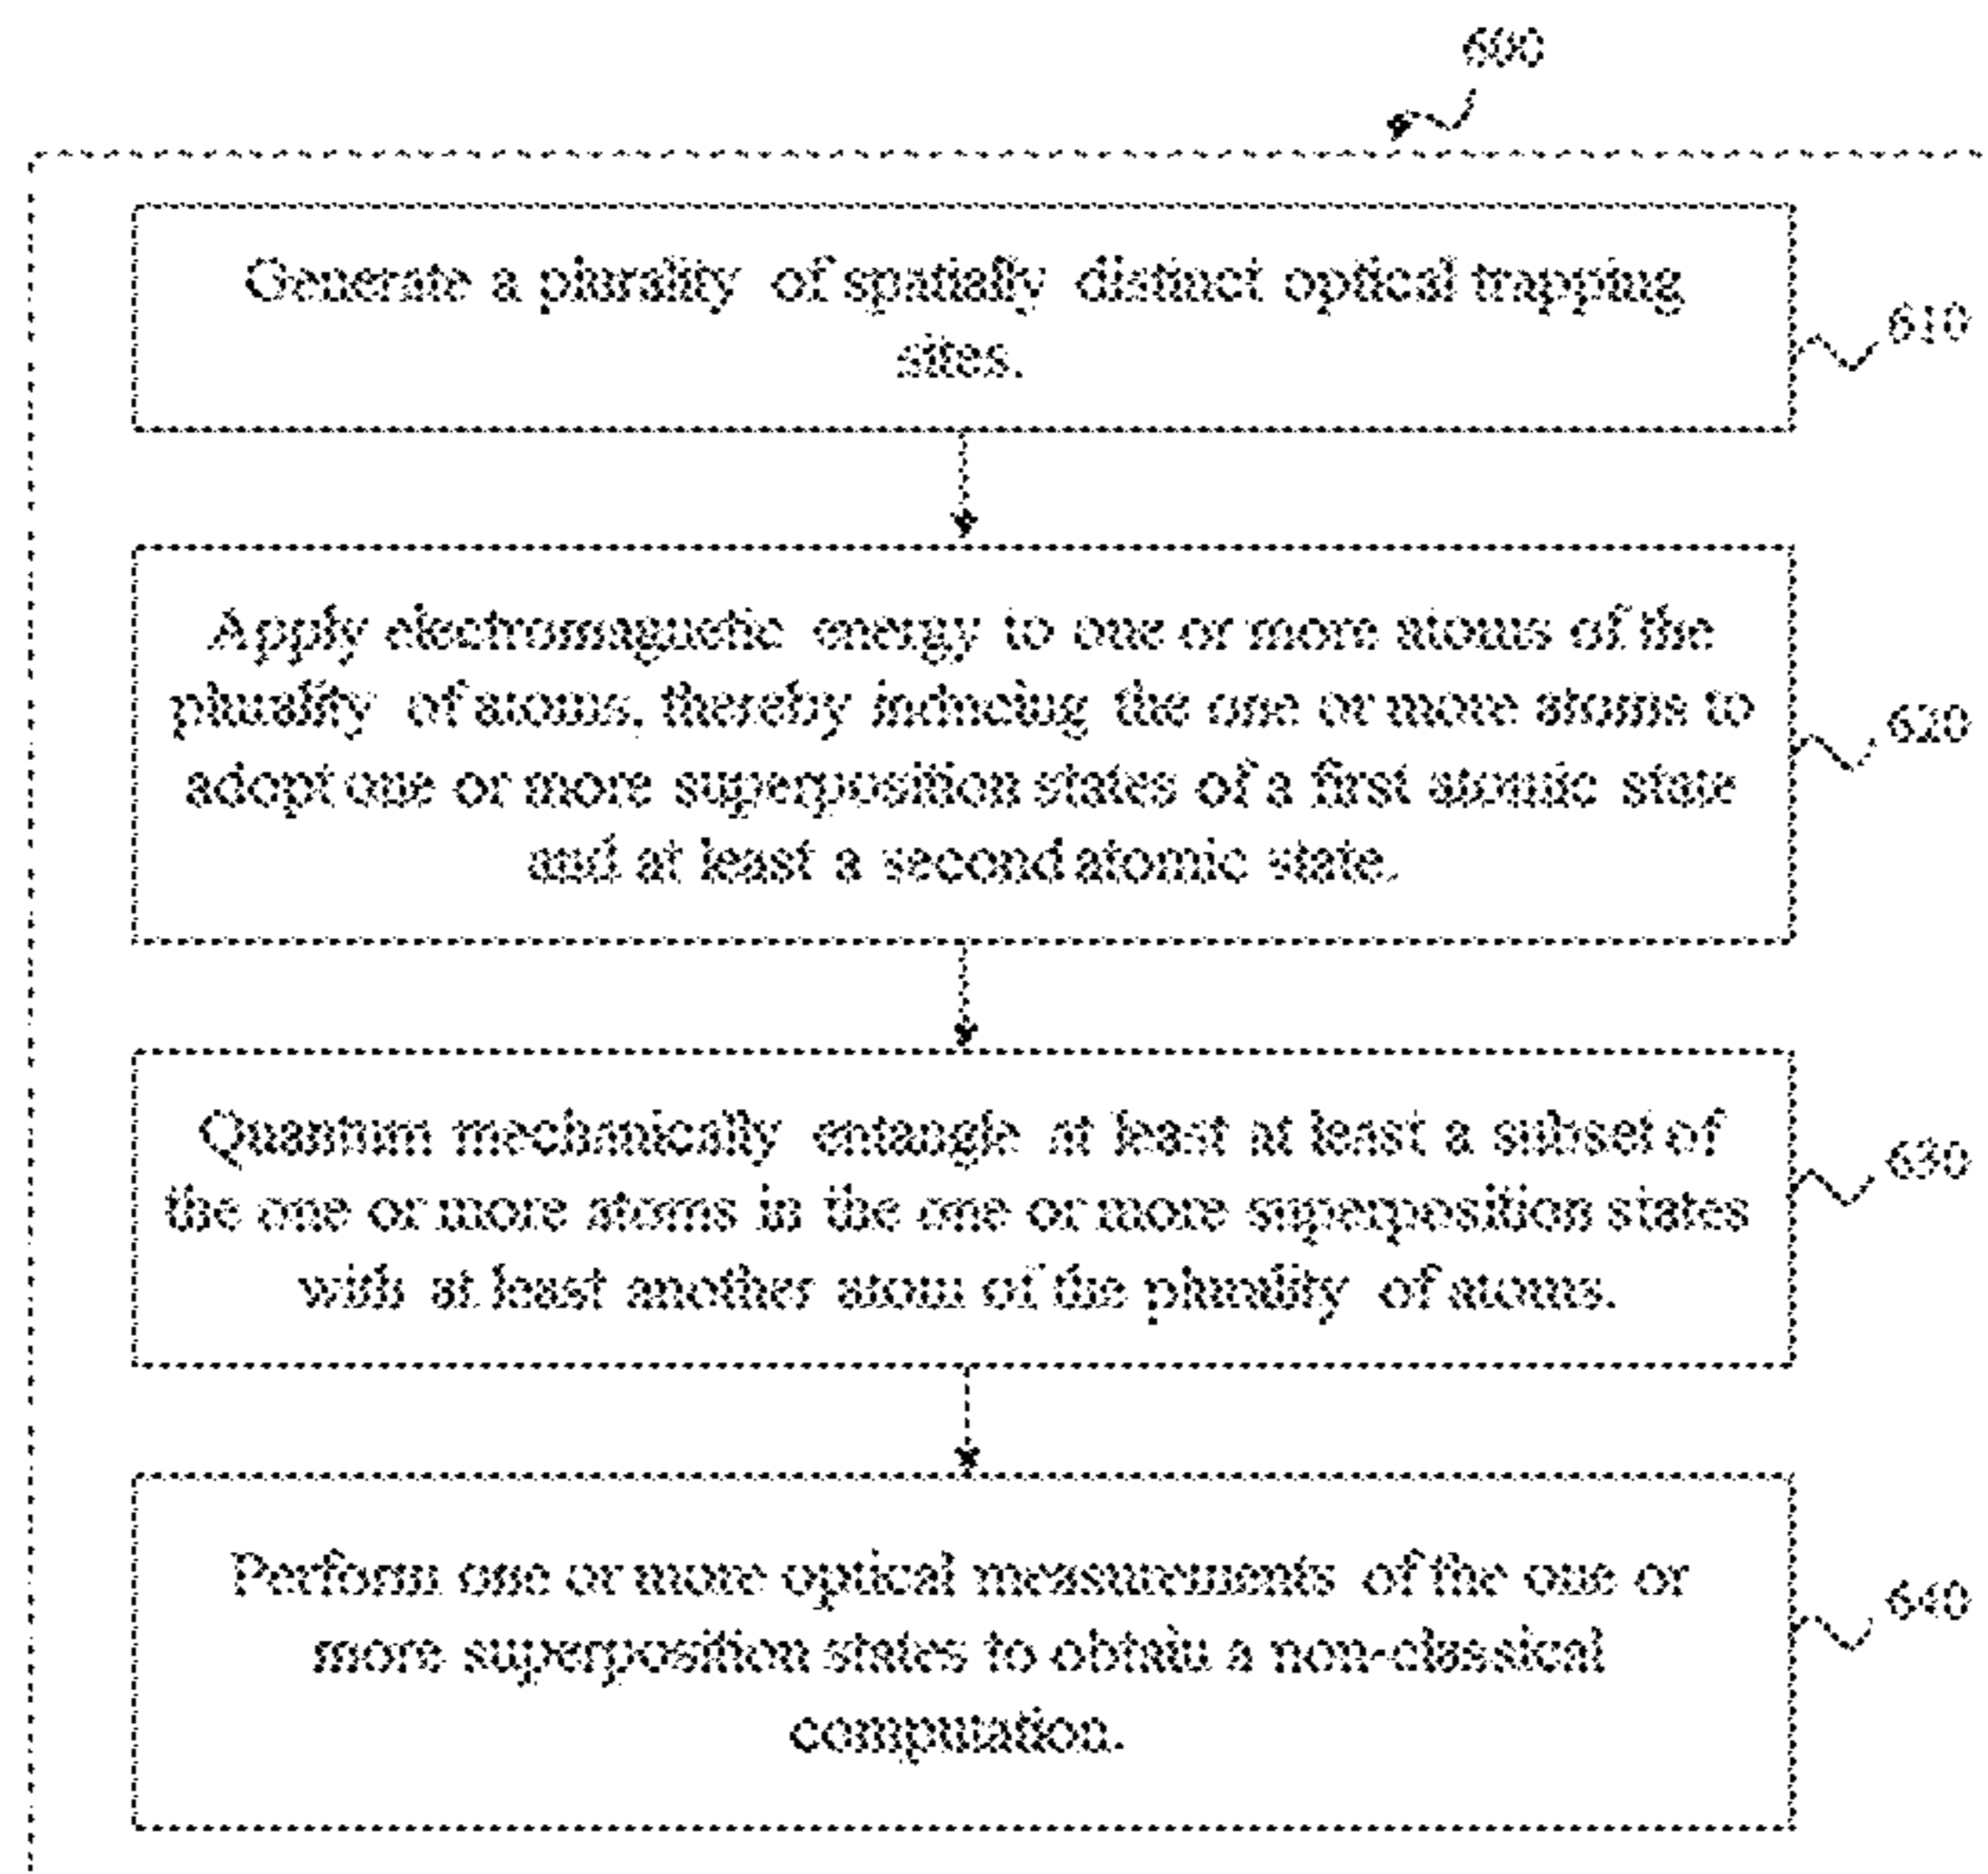 600
Generate a plurality of spatially distinct optical trapping
sites.
610
Apply electromagnetic energy to one or more atoms of the
plurality of atoms, thereby inducing the one or more atoms to
adopt one or more superposition states of a first atomic state
and at least a second atomic state.
620
Quantum mechanically entangle at least at least a subset of
the one or more atoms in the one or more superposition states
with at least another atom of the plurality of atoms.
630
Perform one or more optical measurements of the one or
more superposition states to obtain a non-classical
computation.
640